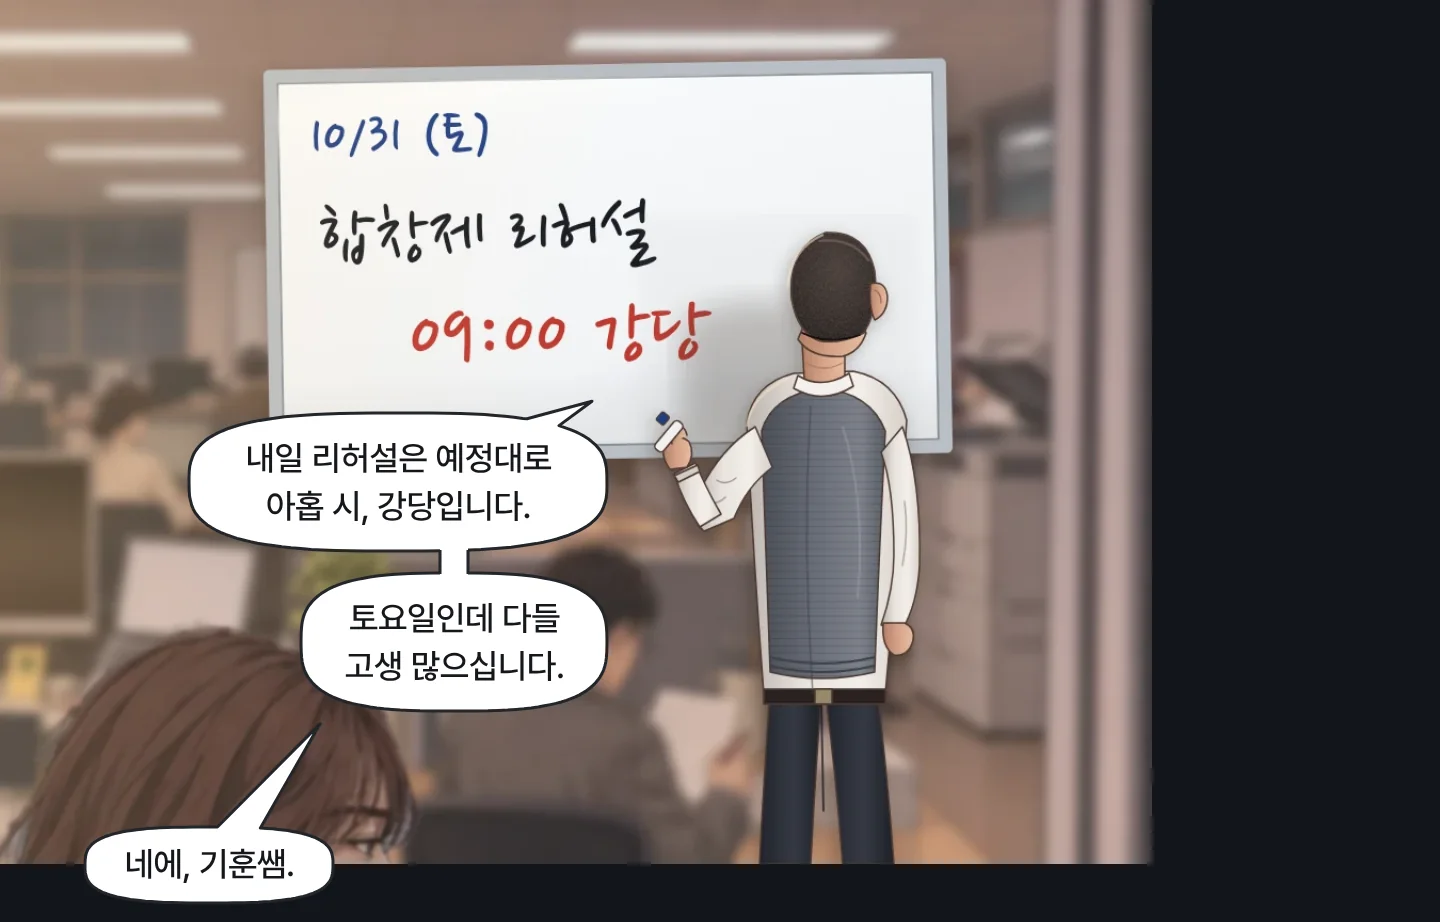 10/31 (토)
합창제 리허설
09:00 강당
내일 리허설은 예정대로
아홉 시, 강당입니다.
토요일인데 다들
고생 많으십니다.
네에, 기훈쌤.